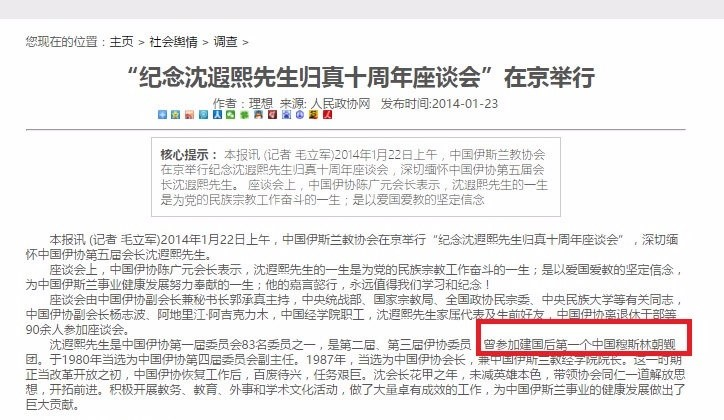 您现在的位置：主页 > 社会舆情 > 调查 >
“纪念沈遐熙先生归真十周年座谈会”在京举行
作者：理想 来源: 人民政协网 发布时间:2014-01-23
核心提示： 本报讯 (记者 毛立军)2014年1月22日上午，中国伊斯兰教协会
在京举行纪念沈遐熙先生归真十周年座谈会，深切缅怀中国伊协第五届会
长沈遐熙先生。 座谈会上，中国伊协陈广元会长表示，沈遐熙先生的一生
是为党的民族宗教工作奋斗的一生；是以爱国爱教的坚定信念
本报讯 (记者 毛立军)2014年1月22日上午，中国伊斯兰教协会在京举行“纪念沈遐熙先生归真十周年座谈会”，深切缅
怀中国伊协第五届会长沈遐熙先生。
座谈会上，中国伊协陈广元会长表示，沈遐熙先生的一生是为党的民族宗教工作奋斗的一生；是以爱国爱教的坚定信念，
为中国伊斯兰事业健康发展努力奉献的一生；他的嘉言懿行，永远值得我们学习和纪念！
座谈会由中国伊协副会长兼秘书长郭承真主持，中央统战部、国家宗教局、全国政协民宗委、中央民族大学等有关同志，
中国伊协副会长杨志波、阿地里江·阿吉克力木，中国经学院职工，沈遐熙先生家属代表及生前好友，中国伊协离退休干部等
90余人参加座谈会。
沈遐熙先生是中国伊协第一届委员会83名委员之一，是第二届、第三届伊协委员，曾参加建国后第一个中国穆斯林朝觐
团。于1980年当选为中国伊协第四届委员会副主任。1987年，当选为中国伊协会长，兼中国伊斯兰教经学院院长。这一时期
正当改革开放之初，中国伊协恢复工作后，百废待兴，任务艰巨。沈会长花甲之年，未减英雄本色，带领协会同仁一道解放思
想，开拓前进。积极开展教务、教育、外事和学术文化活动，做了大量卓有成效的工作，为中国伊斯兰事业的健康发展做出了
巨大贡献。